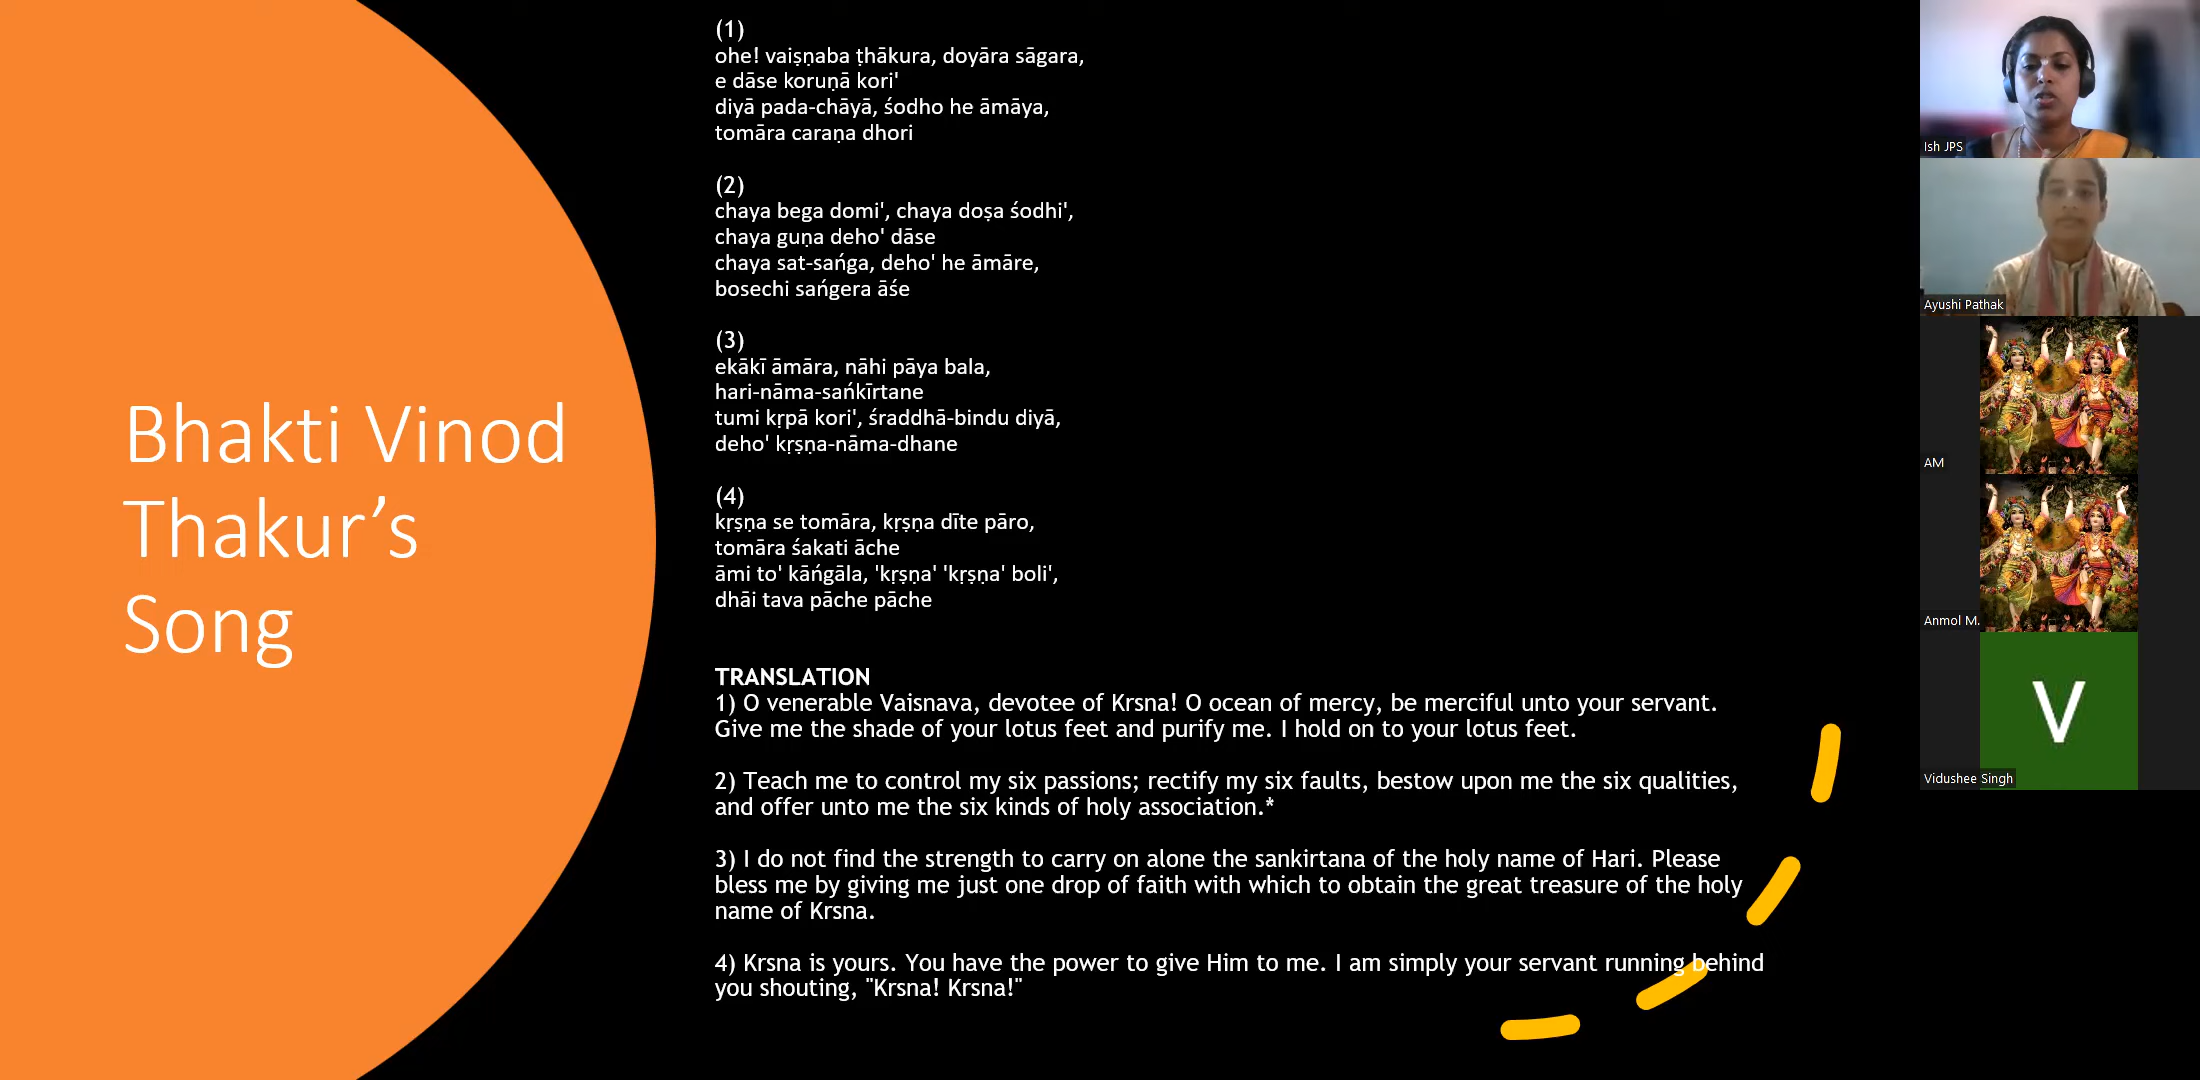 Bhakti Vinod
Thakur’s
Song
(1)
ohe! vaiṣṇaba ṭhākura, doyāra sāgara,
e dāse koruṇā kori'
diyā pada-chāyā, śodho he āmāya,
tomāra caraṇa dhori
(2)
chaya bega domi', chaya doṣa śodhi',
chaya guṇa deho' dāse
chaya sat-sańga, deho' he āmāre,
bosechi sańgera āśe
(3)
ekākī āmāra, nāhi pāya bala,
hari-nāma-sańkīrtane
tumi kṛpā kori', śraddhā-bindu diyā,
deho' kṛṣṇa-nāma-dhane
(4)
kṛṣṇa se tomāra, kṛṣṇa dīte pāro,
tomāra śakati āche
āmi to' kāńgāla, 'kṛṣṇa' 'kṛṣṇa' boli',
dhāi tava pāche pāche
TRANSLATION
1) O venerable Vaisnava, devotee of Krsna! O ocean of mercy, be merciful unto your servant.
Give me the shade of your lotus feet and purify me. I hold on to your lotus feet.
2) Teach me to control my six passions; rectify my six faults, bestow upon me the six qualities,
and offer unto me the six kinds of holy association.*
3) I do not find the strength to carry on alone the sankirtana of the holy name of Hari. Please
bless me by giving me just one drop of faith with which to obtain the great treasure of the holy
name of Krsna.
4) Krsna is yours. You have the power to give Him to me. I am simply your servant running behind
you shouting, "Krsna! Krsna!"
Ish JPS
Ayushi Pathak
AM
Anmol M.
V
Vidushee Singh